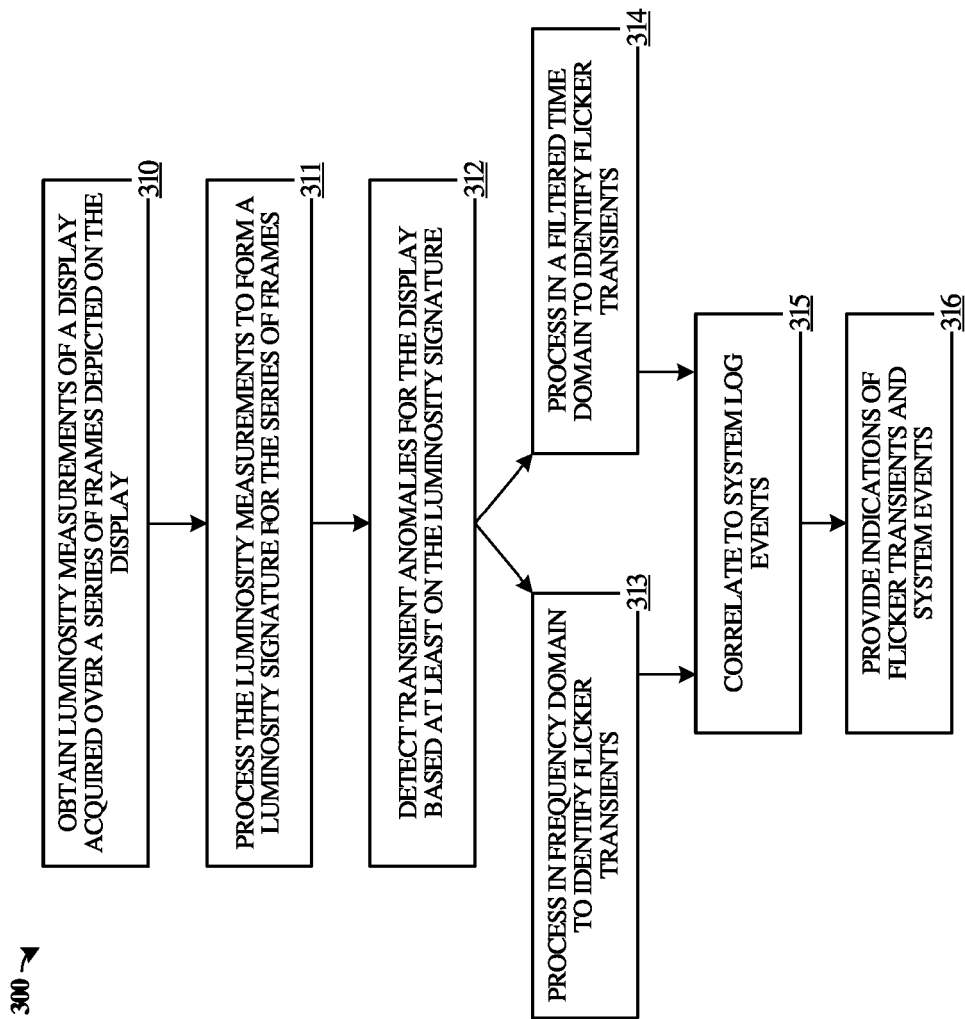 300
OBTAIN LUMINOSITY MEASUREMENTS OF A DISPLAY
ACQUIRED OVER A SERIES OF FRAMES DEPICTED ON THE
DISPLAY
310
PROCESS THE LUMINOSITY MEASUREMENTS TO FORM A
LUMINOSITY SIGNATURE FOR THE SERIES OF FRAMES
311
DETECT TRANSIENT ANOMALIES FOR THE DISPLAY
BASED AT LEAST ON THE LUMINOSITY SIGNATURE
312
PROCESS IN FREQUENCY DOMAIN
TO IDENTIFY FLICKER
TRANSIENTS
313
PROCESS IN A FILTERED TIME
DOMAIN TO IDENTIFY FLICKER
TRANSIENTS
314
CORRELATE TO SYSTEM LOG
EVENTS
315
PROVIDE INDICATIONS OF
FLICKER TRANSIENTS AND
SYSTEM EVENTS
316